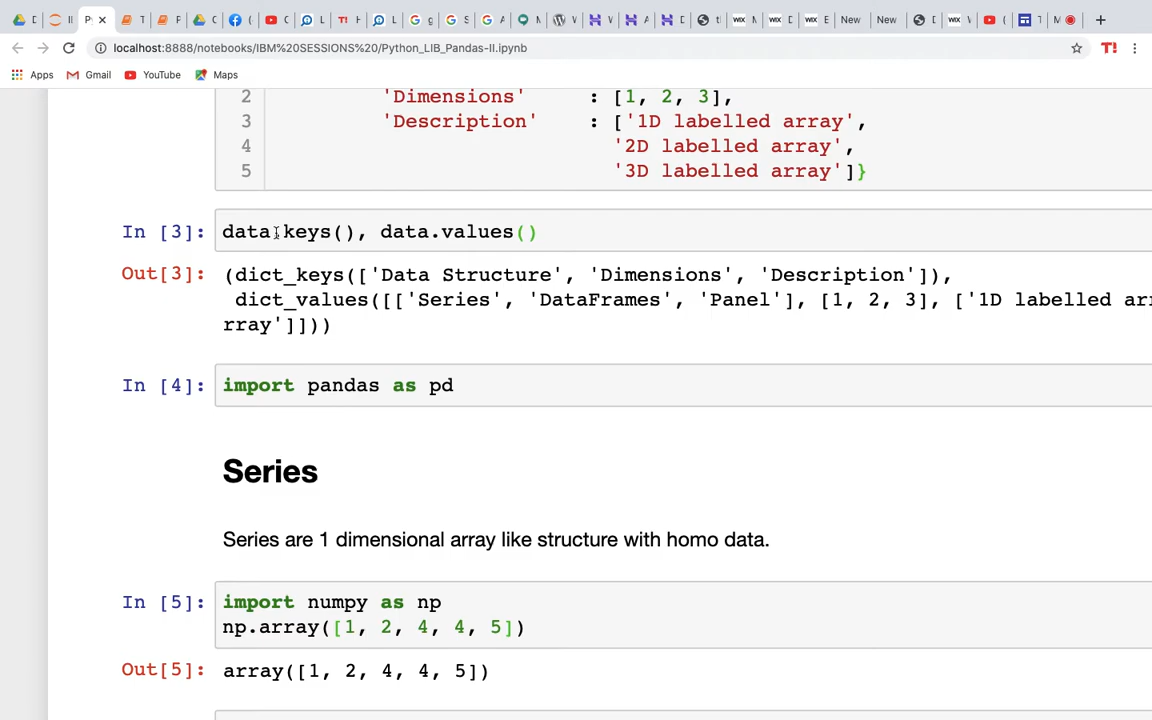 localhost:8888/notebooks/IBM%20SESSIONS%20/Python_LIB_Pandas-II.ipynb
Apps Gmail YouTube Maps
2 'Dimensions' : [1, 2, 3],
3 'Description' : ['1D labelled array',
4 '2D labelled array',
5 '3D labelled array']}
In [3]: data.keys(), data.values()
Out[3]: (dict_keys(['Data Structure', 'Dimensions', 'Description']),
dict_values([['Series', 'DataFrames', 'Panel'], [1, 2, 3], ['1D labelled arr
rray']]))
In [4]: import pandas as pd
Series
Series are 1 dimensional array like structure with homo data.
In [5]: import numpy as np
np.array([1, 2, 4, 4, 5])
Out[5]: array([1, 2, 4, 4, 5])